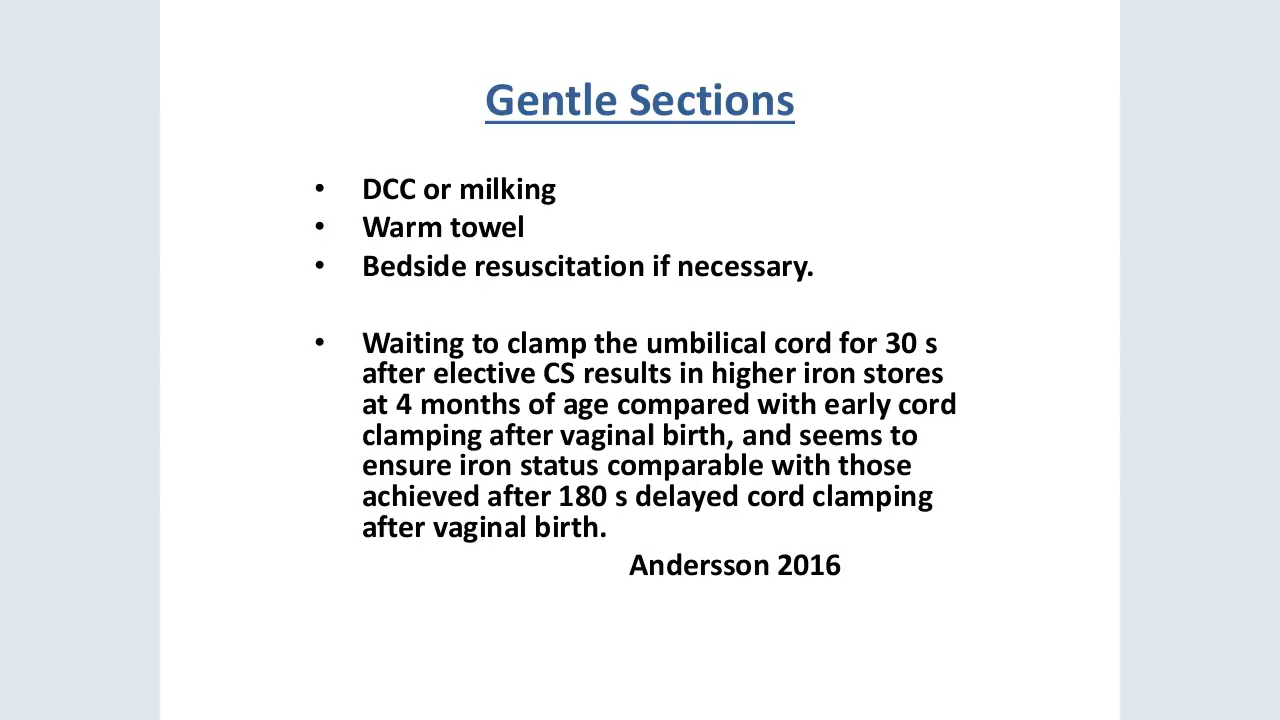 Gentle Sections
• DCC or milking
• Warm towel
• Bedside resuscitation if necessary.
• Waiting to clamp the umbilical cord for 30 s
after elective CS results in higher iron stores
at 4 months of age compared with early cord
clamping after vaginal birth, and seems to
ensure iron status comparable with those
achieved after 180 s delayed cord clamping
after vaginal birth.
Andersson 2016